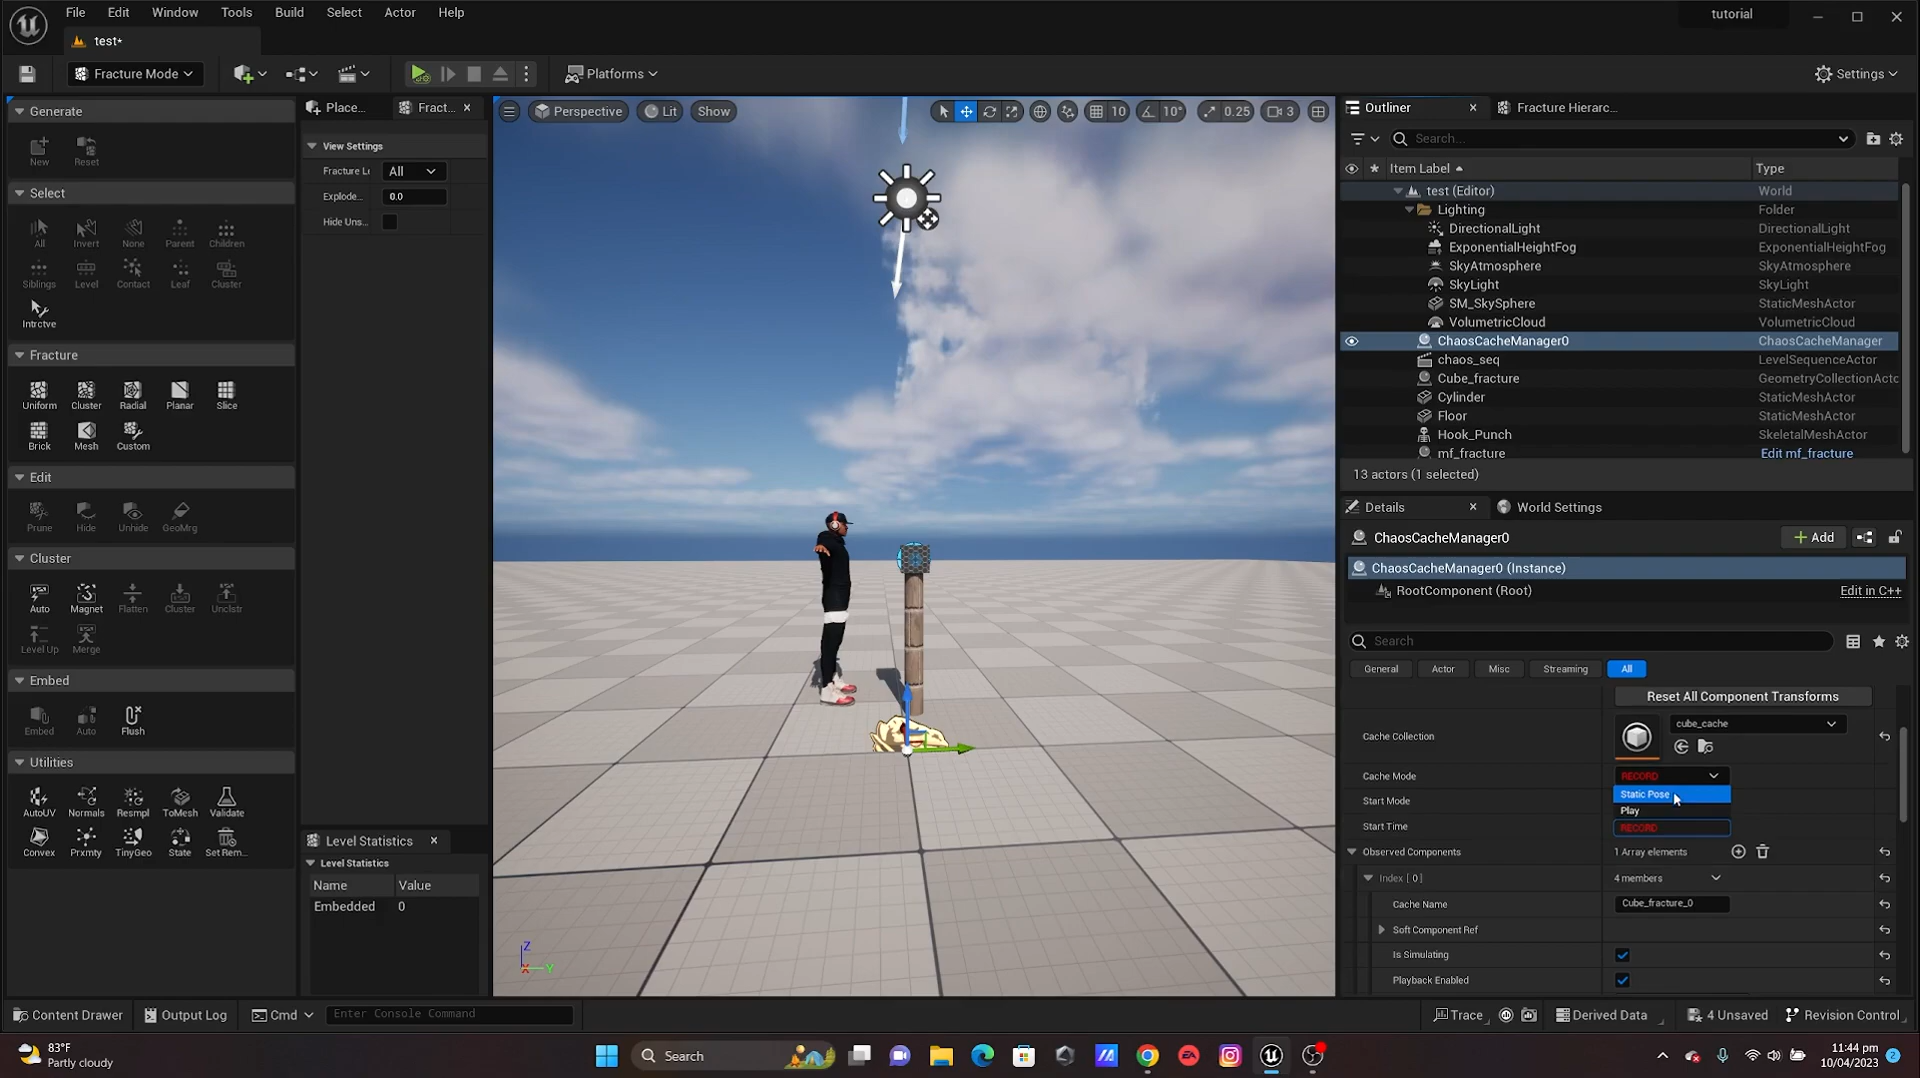 File Edit Window Tools Build Select Actor Help
tutorial
test*
Fracture Mode
Platforms
Settings
Generate
New Reset
Select
All Invert None Parent Children
Siblings Level Contact Leaf Cluster
Intrctve
Fracture
Uniform Cluster Radial Planar Slice
Brick Mesh Custom
Edit
Prune Hide Unhide GeoMrg
Cluster
Auto Magnet Flatten Cluster Unclstr
Level Up Merge
Embed
Embed Auto Flush
Utilities
AutoUV Normals Resmpl ToMesh Validate
Convex Prxmty TinyGeo State Set Rem...
Place... Fract...
View Settings
Fracture Le All
Explode... 0.0
Hide Uns...
Level Statistics
Level Statistics
Name Value
Embedded 0
Perspective Lit Show
10 10° 0.25 3
Z
X Y
Outliner Fracture Hierarc...
Search...
Item Label Type
test (Editor) World
Lighting Folder
DirectionalLight DirectionalLight
ExponentialHeightFog ExponentialHeightFog
SkyAtmosphere SkyAtmosphere
SkyLight SkyLight
SM_SkySphere StaticMeshActor
VolumetricCloud VolumetricCloud
ChaosCacheManager0 ChaosCacheManager
chaos_seq LevelSequenceActor
Cube_fracture GeometryCollectionActo
Cylinder StaticMeshActor
Floor StaticMeshActor
Hook_Punch SkeletalMeshActor
mf_fracture Edit mf_fracture
13 actors (1 selected)
Details World Settings
ChaosCacheManager0 Add
ChaosCacheManager0 (Instance)
RootComponent (Root) Edit in C++
Search
General Actor Misc Streaming All
Reset All Component Transforms
Cache Collection cube_cache
Cache Mode RECORD
Static Pose
Start Mode Play
Start Time RECORD
Observed Components 1 Array elements
Index [ 0 ] 4 members
Cache Name Cube_fracture_0
Soft Component Ref
Is Simulating
Playback Enabled
Content Drawer Output Log Cmd Enter Console Command
Trace Derived Data 4 Unsaved Revision Control
83°F
Partly cloudy
Search
EA
11:44 pm
10/04/2023
2